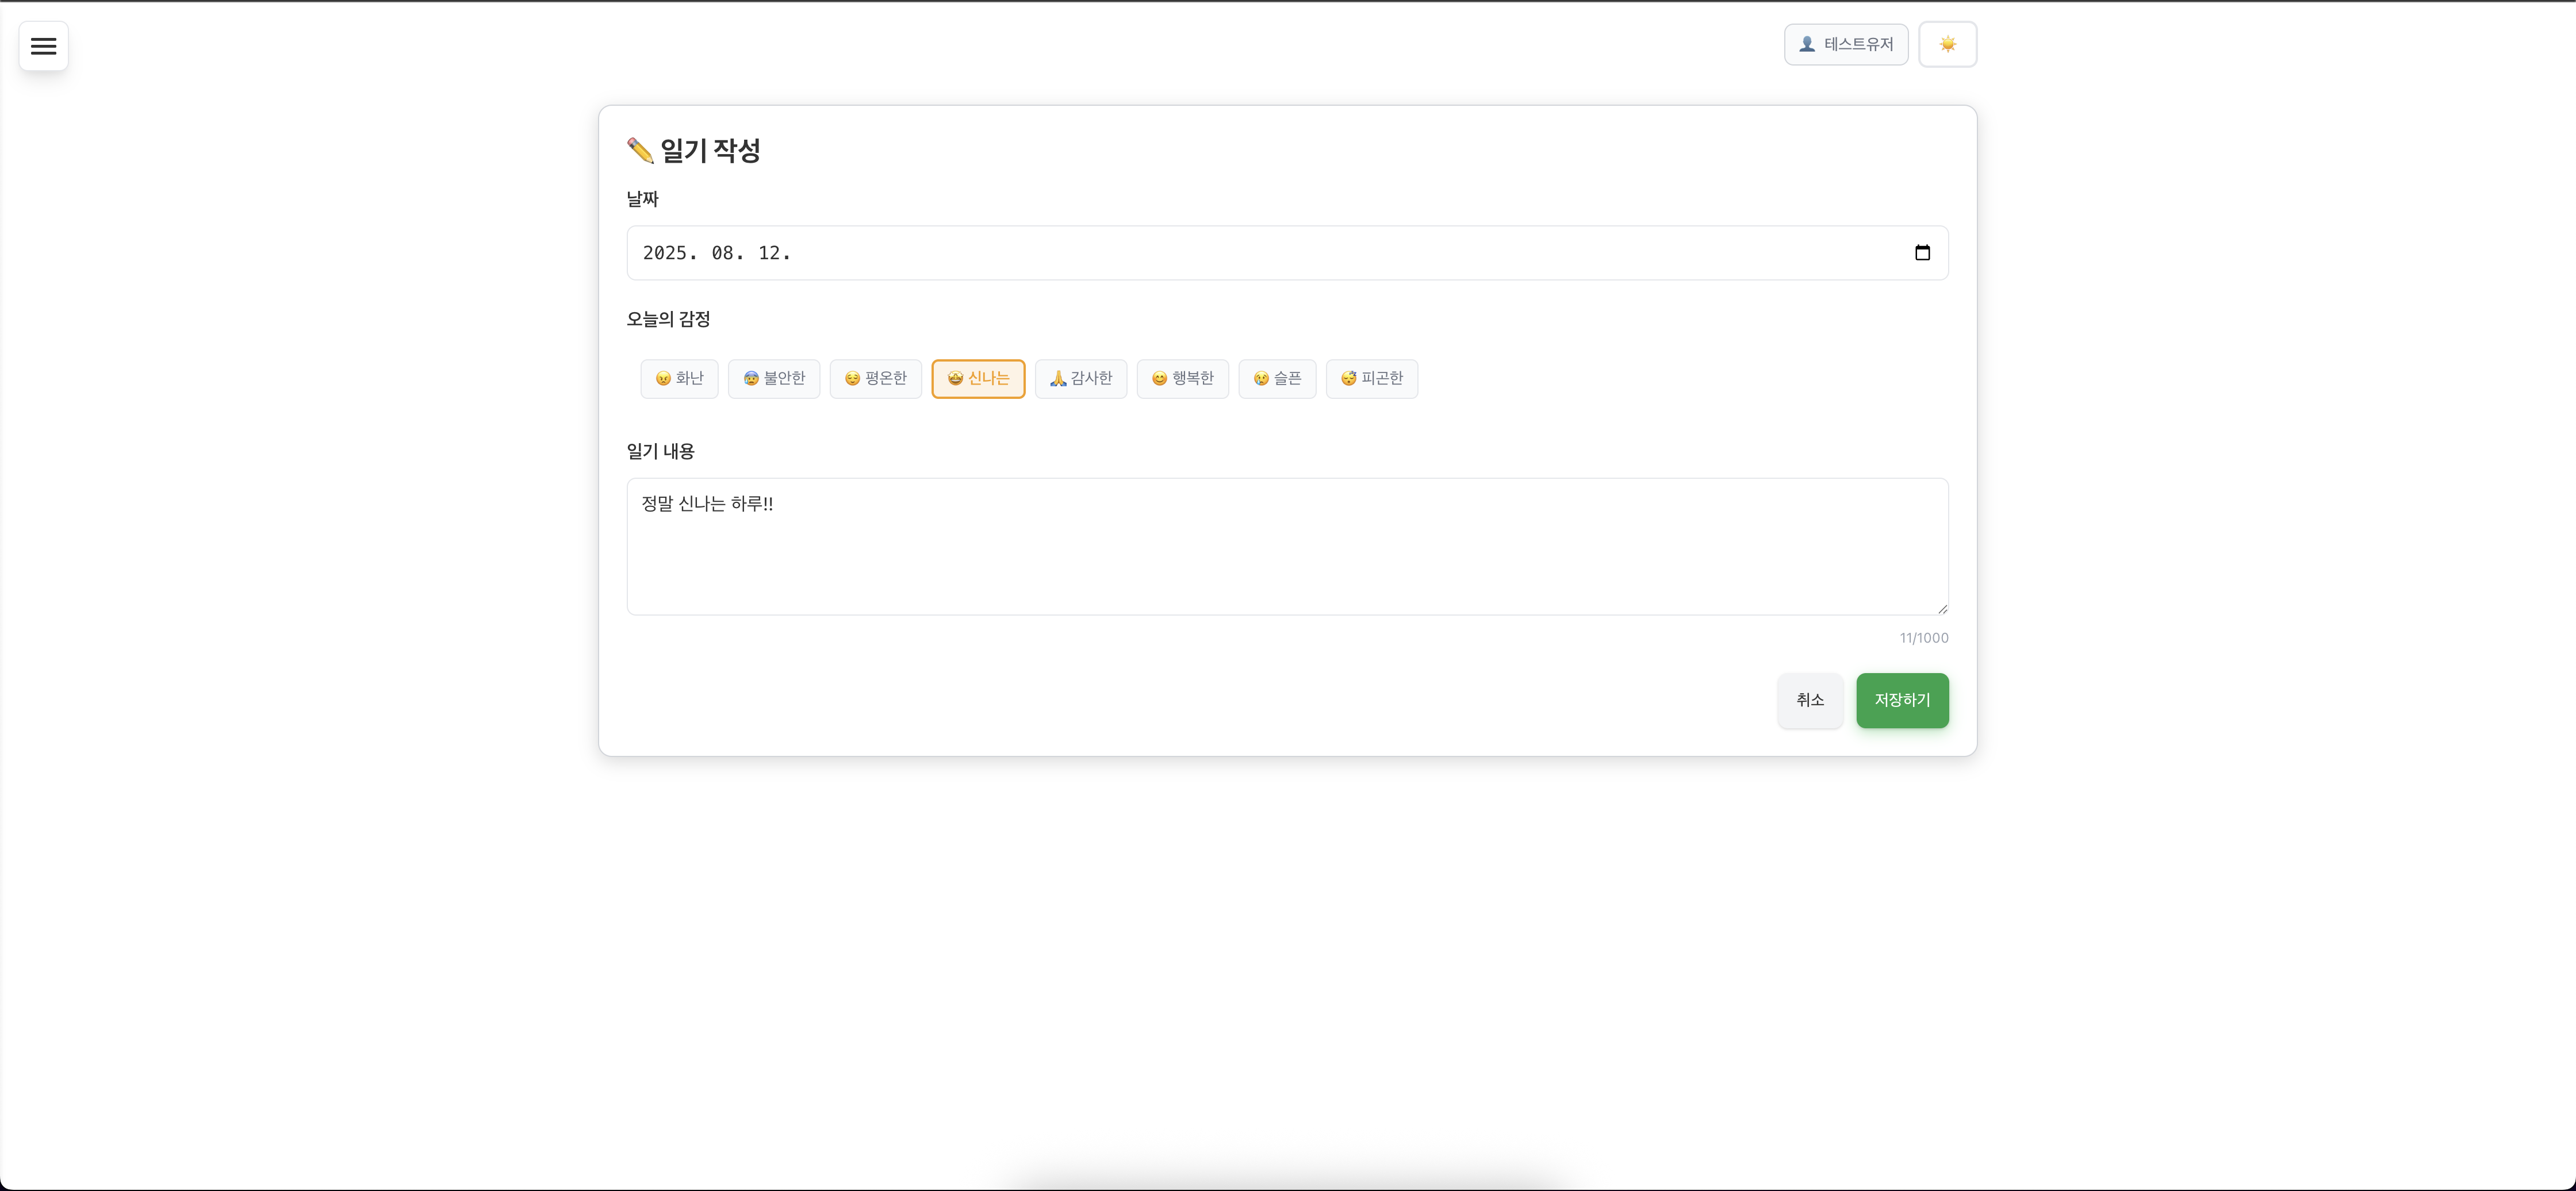 테스트유저
✏️ 일기 작성
날짜
2025. 08. 12.
오늘의 감정
😠 화난 😰 불안한 😌 평온한 🤩 신나는 🙏 감사한 😊 행복한 😢 슬픈 😴 피곤한
일기 내용
정말 신나는 하루!!
11/1000
취소 저장하기